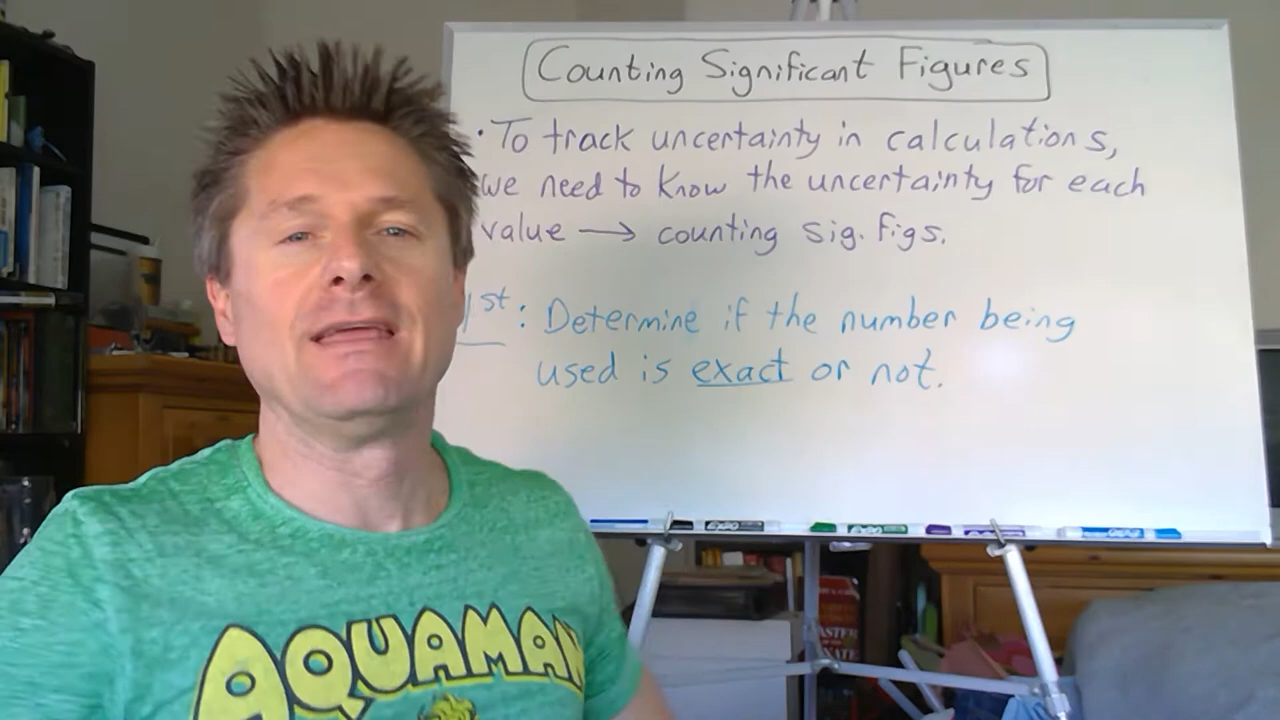 Counting Significant Figures
• To track uncertainty in calculations,
we need to know the uncertainty for each
value → counting sig. figs.
1st: Determine if the number being
used is exact or not.
AQUAMAN
EXPO